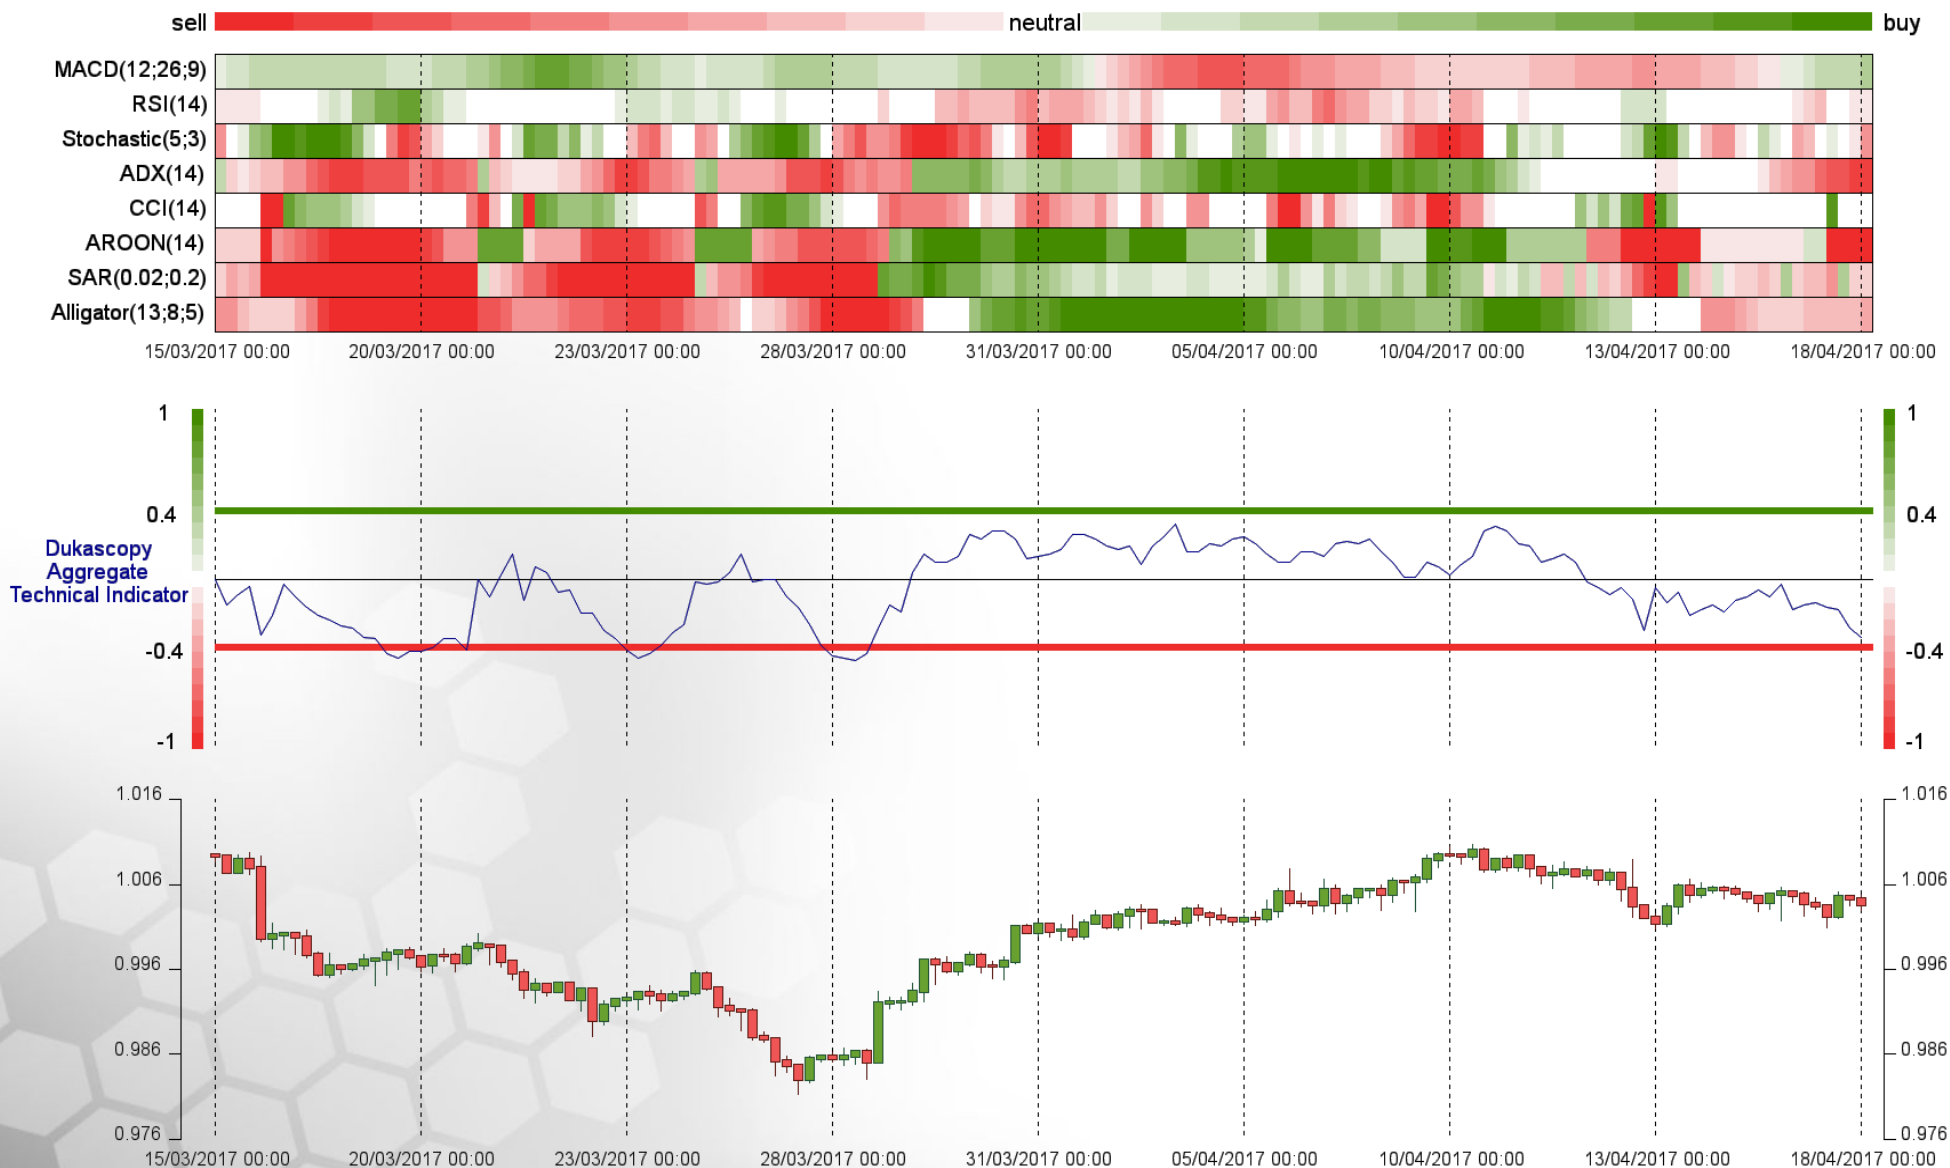 sell neutral buy
MACD(12;26;9)
RSI(14)
Stochastic(5;3)
ADX(14)
CCI(14)
AROON(14)
SAR(0.02;0.2)
Alligator(13;8;5)
15/03/2017 00:00 20/03/2017 00:00 23/03/2017 00:00 28/03/2017 00:00 31/03/2017 00:00 05/04/2017 00:00 10/04/2017 00:00 13/04/2017 00:00 18/04/2017 00:00
1 1
0.4 0.4
Dukascopy
Aggregate
Technical Indicator
-0.4 -0.4
-1 -1
1.016 1.016
1.006 1.006
0.996 0.996
0.986 0.986
0.976 0.976
15/03/2017 00:00 20/03/2017 00:00 23/03/2017 00:00 28/03/2017 00:00 31/03/2017 00:00 05/04/2017 00:00 10/04/2017 00:00 13/04/2017 00:00 18/04/2017 00:00